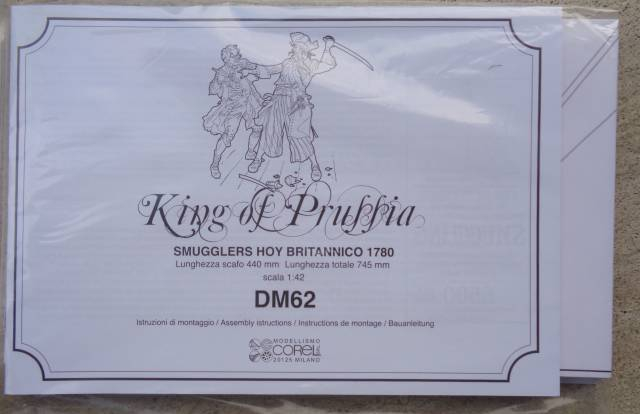 King of Pruſsia
SMUGGLERS HOY BRITANNICO 1780
Lunghezza scafo 440 mm Lunghezza totale 745 mm
scala 1:42
DM62
Istruzioni di montaggio / Assembly istructions / Instructions de montage / Bauanleitung
MODELLISMO
COREL
20125 MILANO